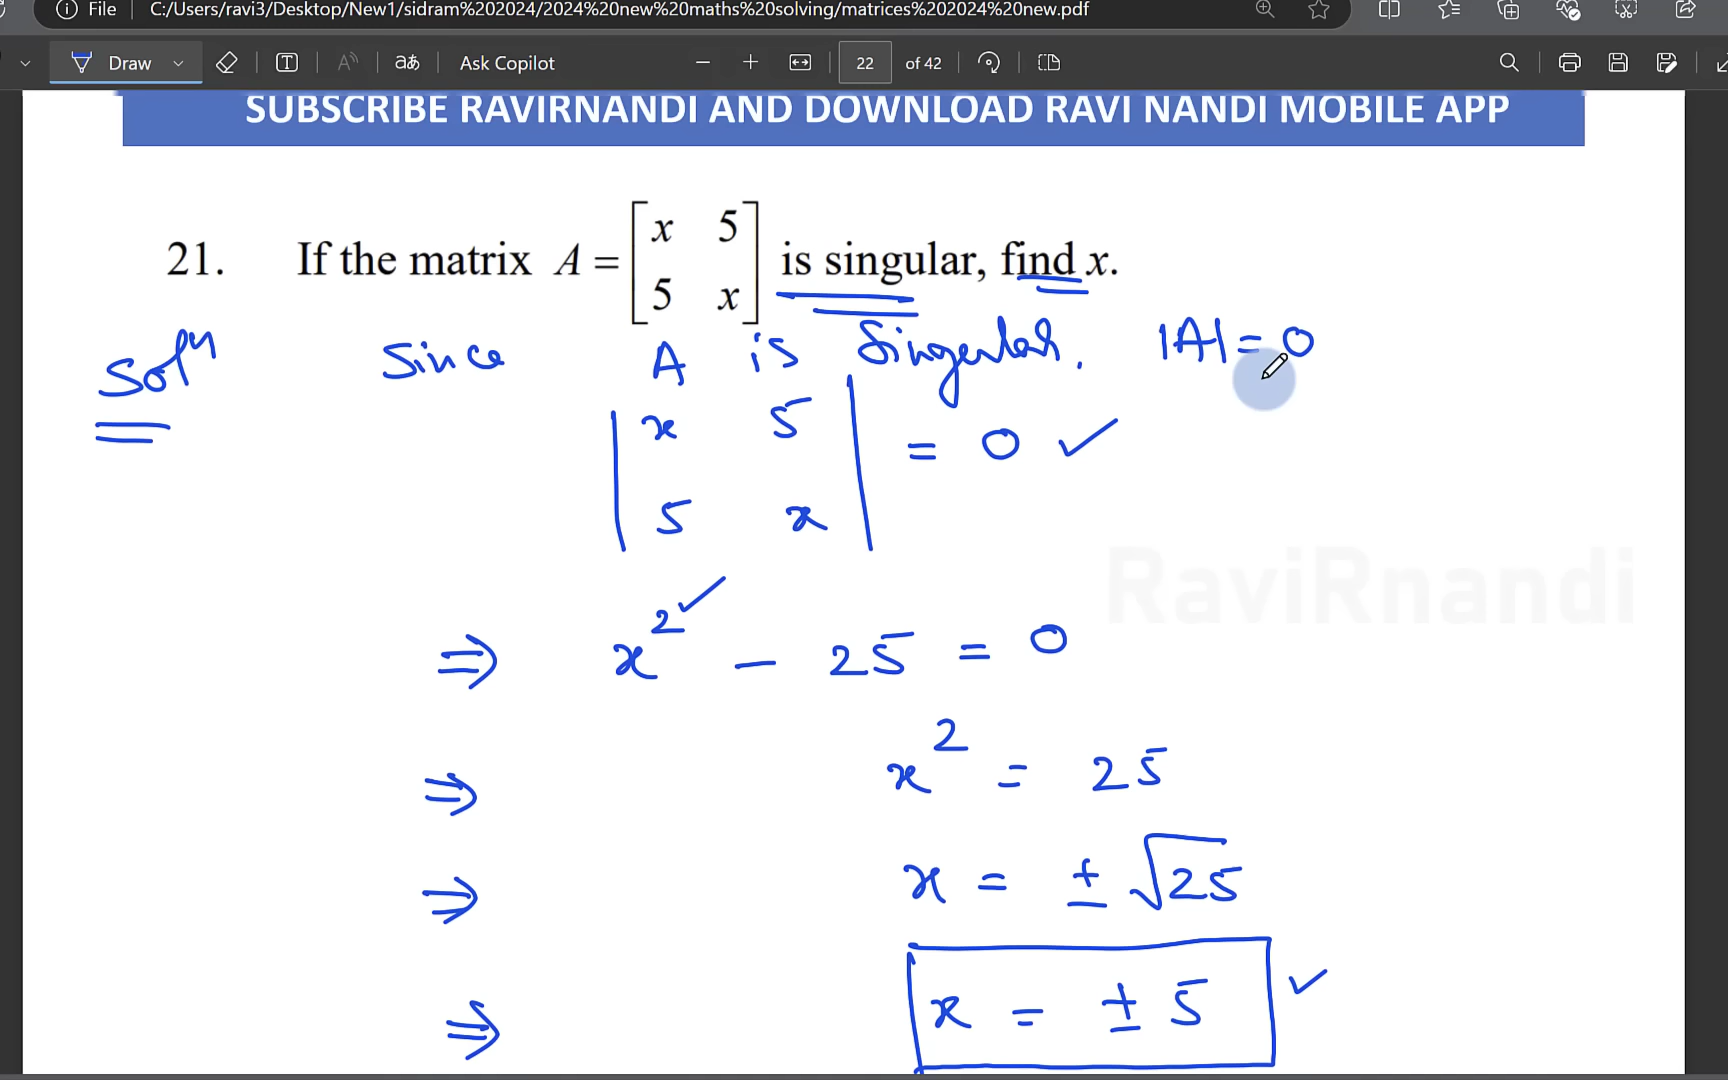 File C:/Users/ravi3/Desktop/New1/sidram%202024/2024%20new%20maths%20solving/matrices%202024%20new.pdf
Draw T A aあ Ask Copilot 22 of 42
SUBSCRIBE RAVIRNANDI AND DOWNLOAD RAVI NANDI MOBILE APP
21. If the matrix A = [x 5; 5 x] is singular, find x.
Soln Since A is Singular. |A| = 0
|x 5; 5 x| = 0 ✓
RaviRnandi
⇒ x² ✓ − 25 = 0
⇒ x² = 25
⇒ x = ± √25
⇒ x = ± 5 ✓